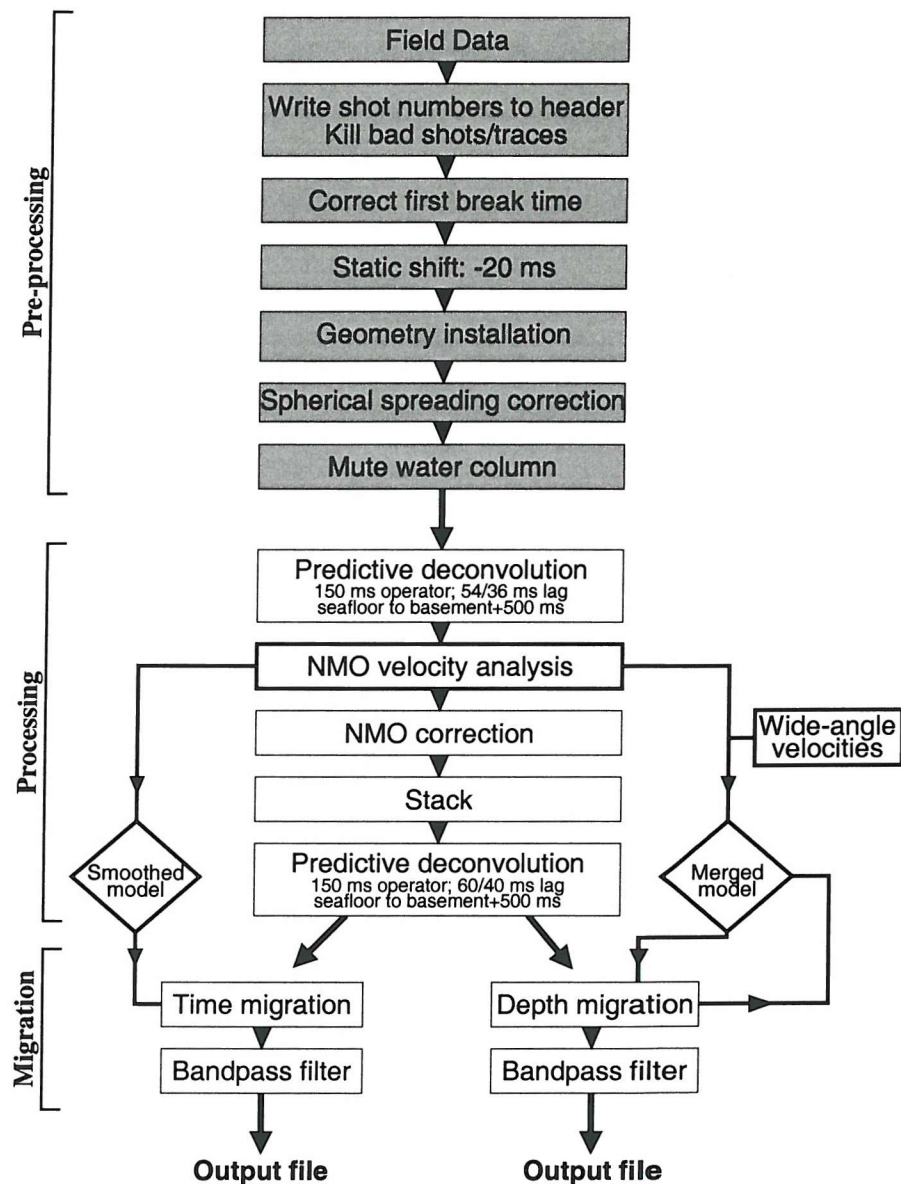 Pre-processing
Field Data
Write shot numbers to header
Kill bad shots/traces
Correct first break time
Static shift: -20 ms
Geometry installation
Spherical spreading correction
Mute water column
Processing
Predictive deconvolution
150 ms operator; 54/36 ms lag
seafloor to basement+500 ms
NMO velocity analysis
NMO correction
Wide-angle
velocities
Stack
Smoothed
model
Predictive deconvolution
150 ms operator; 60/40 ms lag
seafloor to basement+500 ms
Merged
model
Migration
Time migration
Depth migration
Bandpass filter
Bandpass filter
Output file
Output file